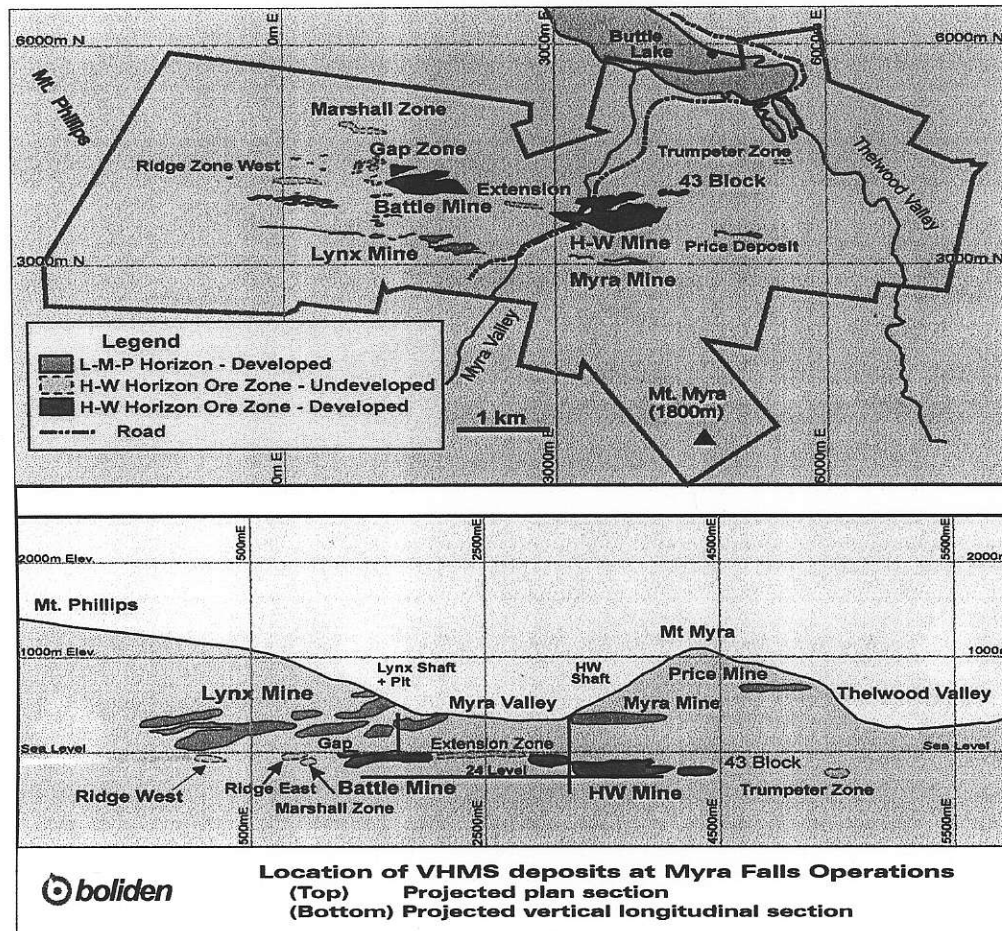 0m E
3000m E
6000m E
6000m N
6000m N
Buttle
Lake
Mt. Phillips
Marshall Zone
Gap Zone
Ridge Zone West
Trumpeter Zone
Thelwood Valley
Extension
43 Block
Battle Mine
H-W Mine
Price Deposit
Lynx Mine
3000m N
3000m N
Myra Mine
Myra Valley
Legend
L-M-P Horizon - Developed
H-W Horizon Ore Zone - Undeveloped
H-W Horizon Ore Zone - Developed
Road
1 km
Mt. Myra
(1800m)
0m E
3000m E
6000m E
500mE
2500mE
4500mE
5500mE
2000m Elev.
2000m
Mt. Phillips
Mt Myra
1000m Elev.
1000m
Lynx Shaft
+ Pit
HW
Shaft
Price Mine
Lynx Mine
Myra Valley
Myra Mine
Thelwood Valley
Sea Level
Gap
Extension Zone
Sea Level
24 Level
43 Block
Ridge West
Ridge East
Battle Mine
HW Mine
Trumpeter Zone
Marshall Zone
500mE
2500mE
4500mE
5500mE
boliden
Location of VHMS deposits at Myra Falls Operations
(Top) Projected plan section
(Bottom) Projected vertical longitudinal section